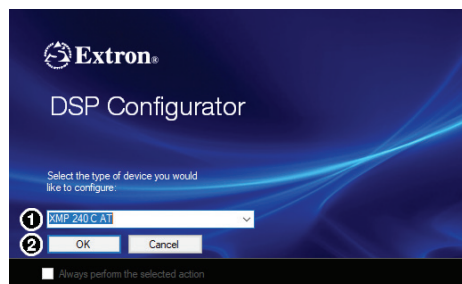 Extron®
DSP Configurator
Select the type of device you would
like to configure:
1 XMP 240 C AT
2 OK Cancel
Always perform the selected action